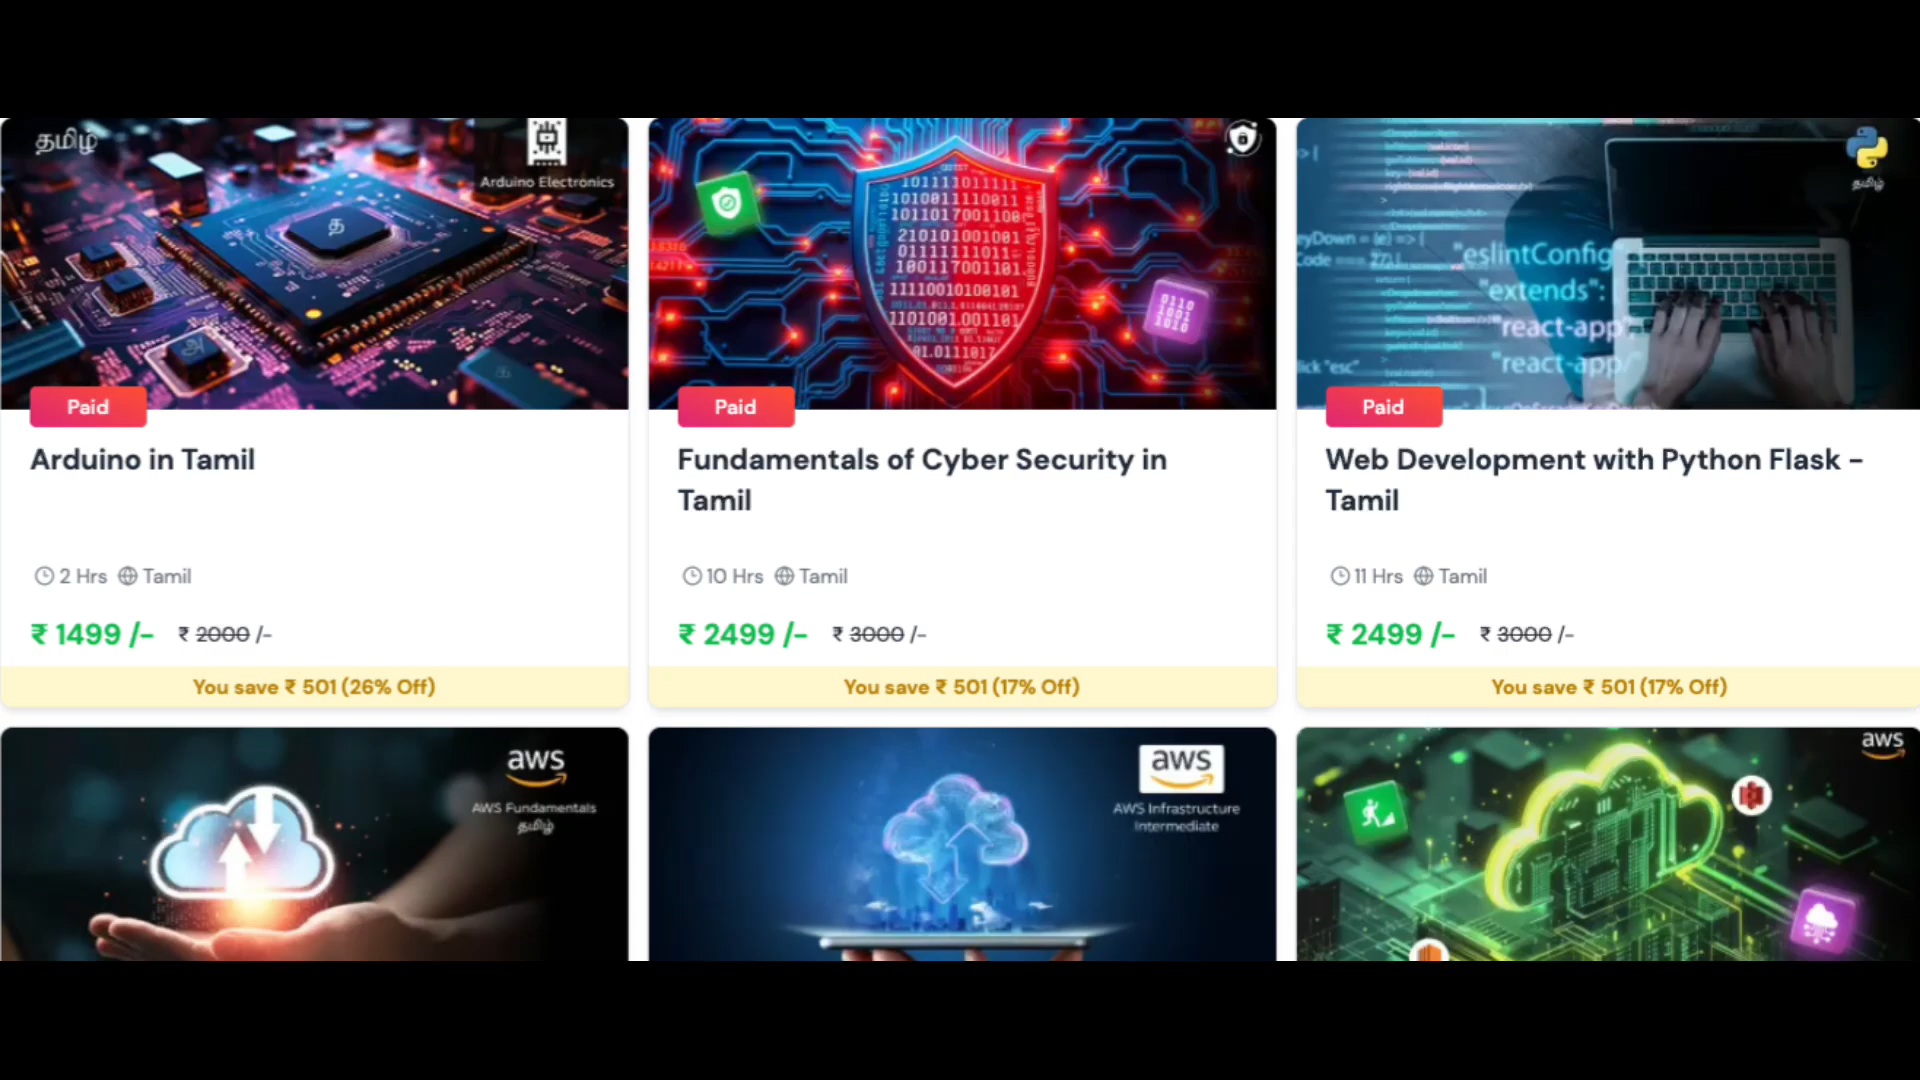 தமிழ்
த
Arduino Electronics
Paid
Arduino in Tamil
2 Hrs Tamil
₹ 1499 /- ₹ 2000 /-
You save ₹ 501 (26% Off)
Paid
Fundamentals of Cyber Security in
Tamil
10 Hrs Tamil
₹ 2499 /- ₹ 3000 /-
You save ₹ 501 (17% Off)
தமிழ்
"eslintConfig
"extends":
"react-app
"react-app/
Paid
Web Development with Python Flask -
Tamil
11 Hrs Tamil
₹ 2499 /- ₹ 3000 /-
You save ₹ 501 (17% Off)
aws
AWS Fundamentals
தமிழ்
aws
AWS Infrastructure
Intermediate
aws